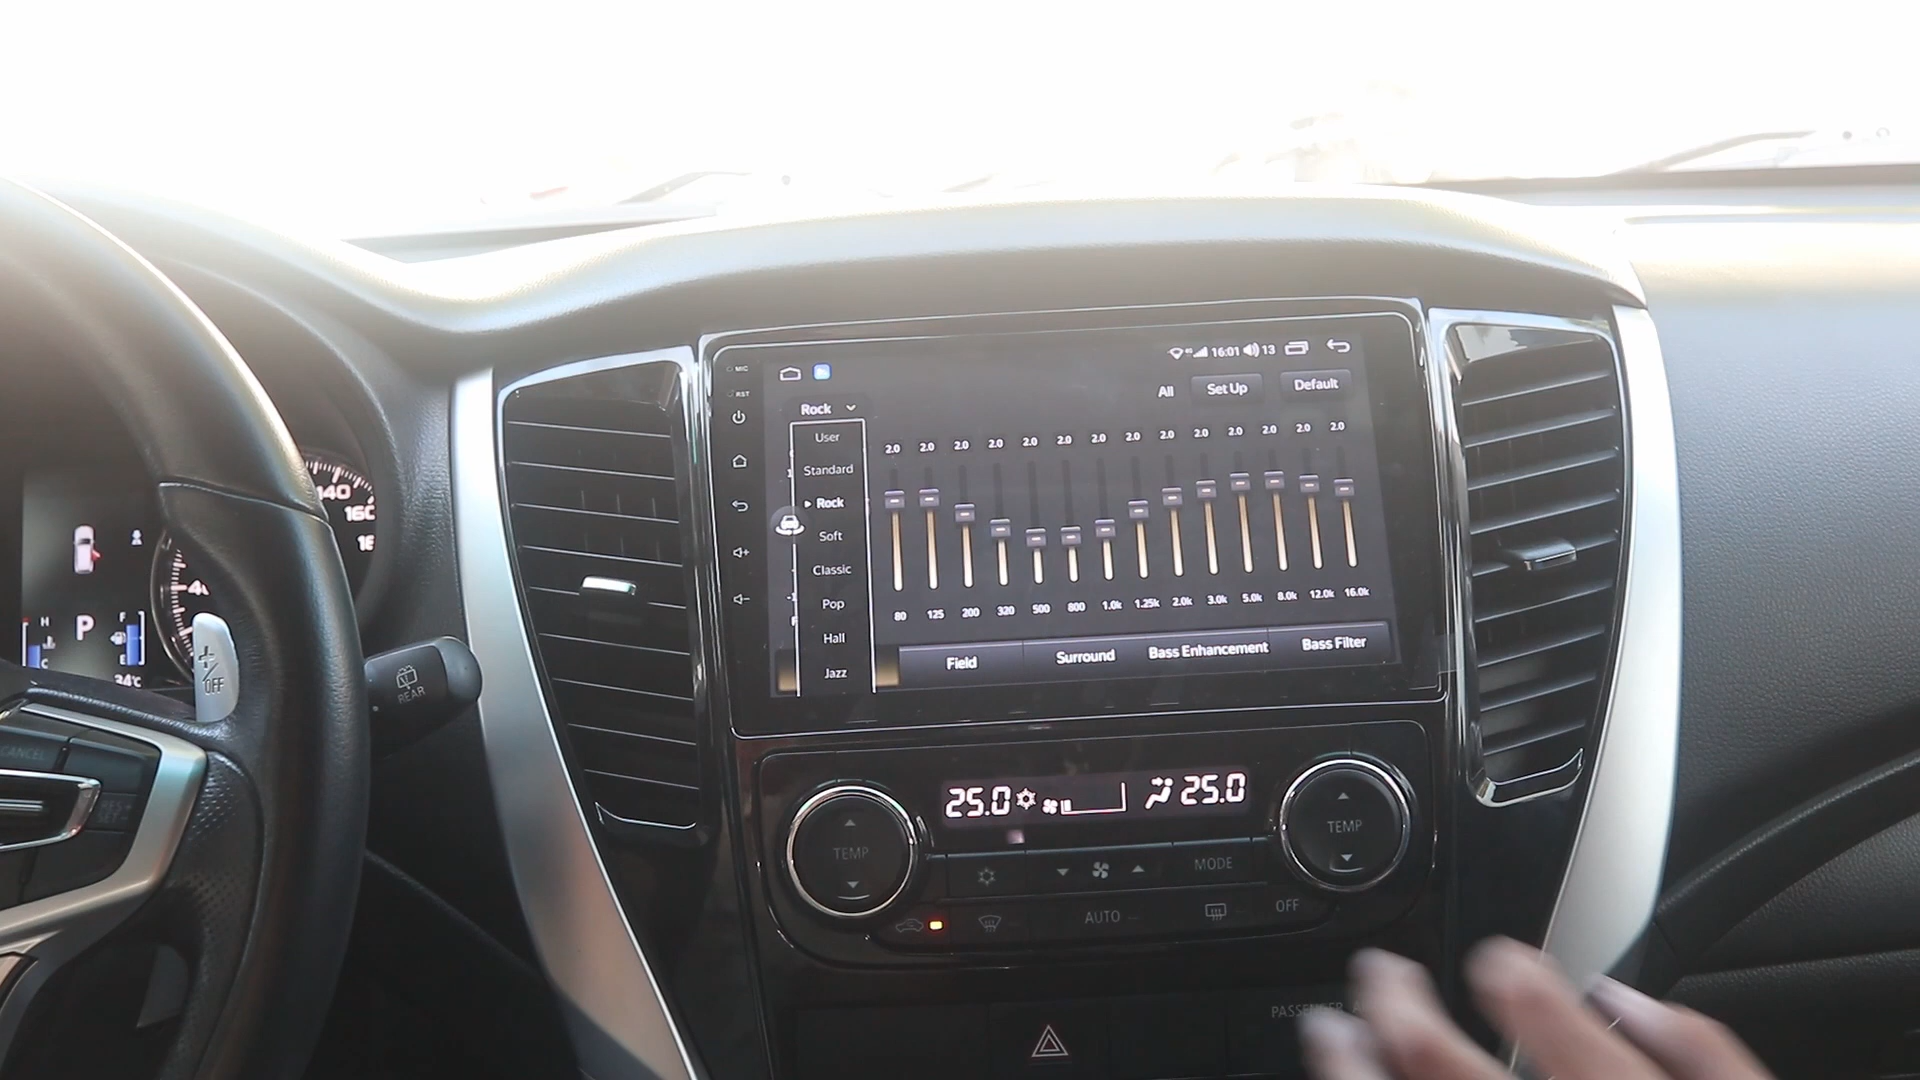 MIC
RST
16:01 13
All Set Up Default
Rock
User
Standard
Rock
Soft
Classic
Pop
Hall
Jazz
2.0 2.0 2.0 2.0 2.0 2.0 2.0 2.0 2.0 2.0 2.0 2.0 2.0 2.0
80 125 200 320 500 800 1.0k 1.25k 2.0k 3.0k 5.0k 8.0k 12.0k 16.0k
Field Surround Bass Enhancement Bass Filter
140
160
40
H
C
P
F
E
34°C
+
OFF
REAR
CANCEL
25.0 25.0
TEMP
TEMP
MODE
AUTO
OFF
PASSENGER